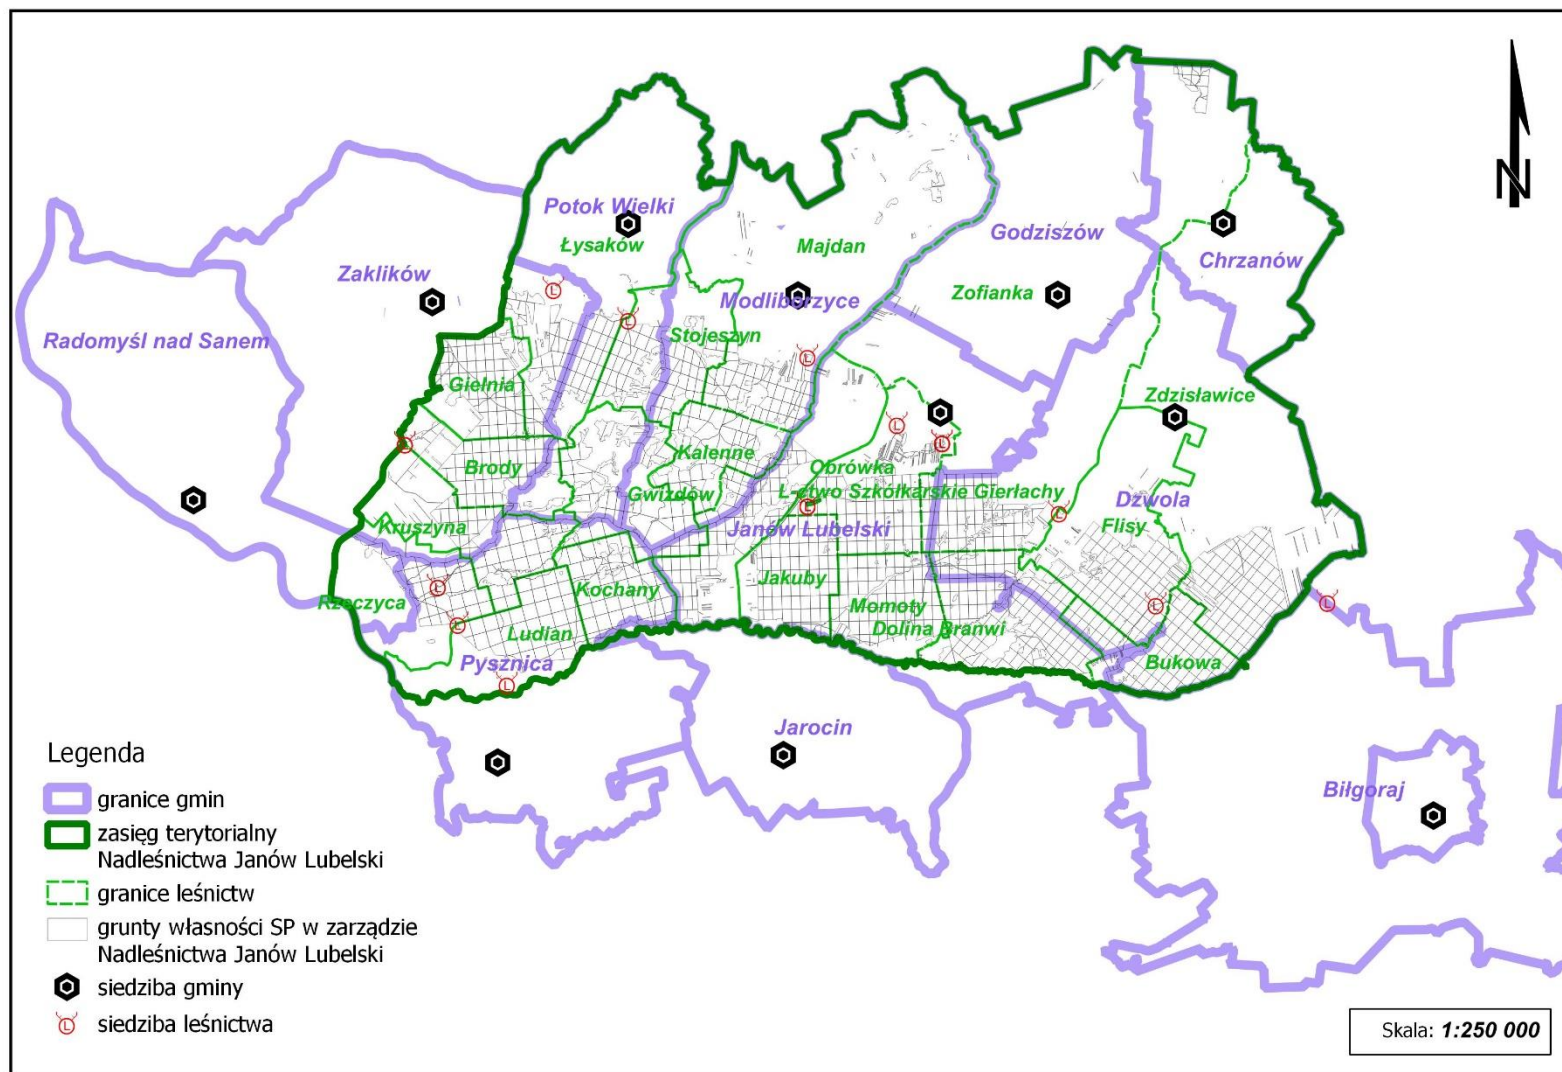 N
Potok Wielki
Łysaków
Godziszów
Majdan
Chrzanów
Zaklików
Zofianka
Modliborzyce
Radomyśl nad Sanem
Stojeszyn
Giełnia
Zdzisławice
Kalenne
Brody
Obrówka
Gwizdów
L-ctwo Szkółkarskie Gierłachy
Dzwola
Kruszyna
Janów Lubelski
Flisy
Jakuby
Kochany
Rzeczyca
Momoty
Ludian
Dolina Branwi
Pysznica
Bukowa
Jarocin
Biłgoraj
Legenda
granice gmin
zasięg terytorialny
Nadleśnictwa Janów Lubelski
granice leśnictw
grunty własności SP w zarządzie
Nadleśnictwa Janów Lubelski
siedziba gminy
L siedziba leśnictwa
Skala: 1:250 000